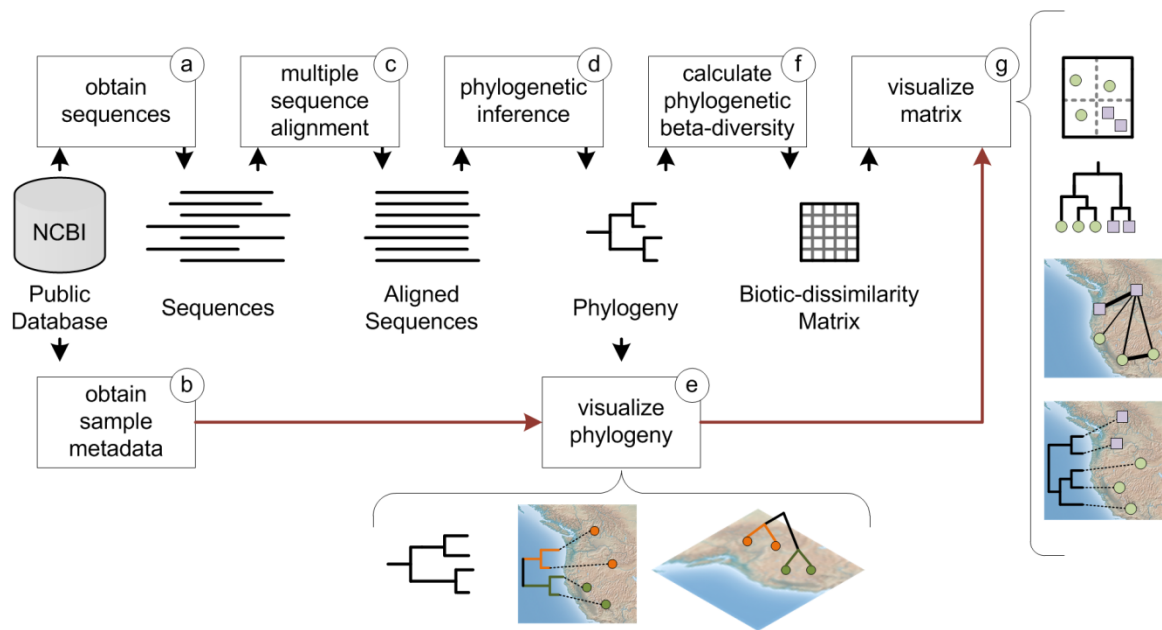 a
obtain
sequences
c
multiple
sequence
alignment
d
phylogenetic
inference
f
calculate
phylogenetic
beta-diversity
g
visualize
matrix
NCBI
Public
Database
Sequences
Aligned
Sequences
Phylogeny
Biotic-dissimilarity
Matrix
b
obtain
sample
metadata
e
visualize
phylogeny